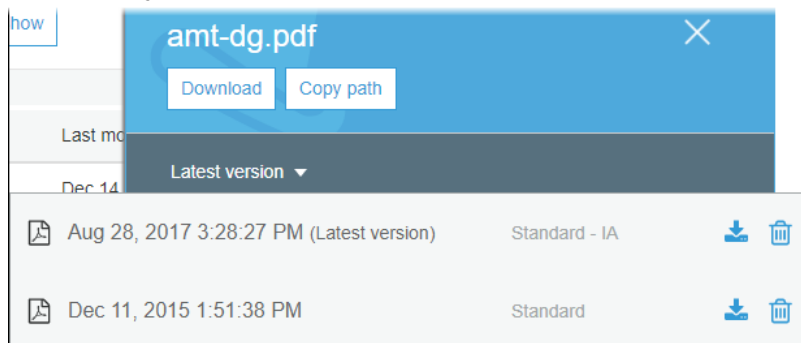 how
amt-dg.pdf
Download Copy path
Last mo
Latest version
Dec 14
Aug 28, 2017 3:28:27 PM (Latest version) Standard - IA
Dec 11, 2015 1:51:38 PM Standard